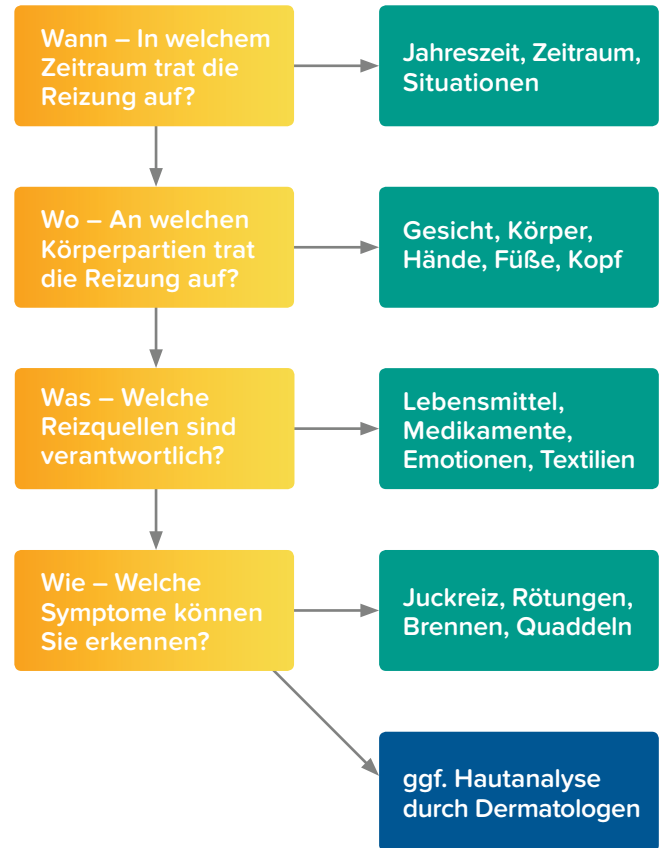 Wann – In welchem
Zeitraum trat die
Reizung auf?
Jahreszeit, Zeitraum,
Situationen
Wo – An welchen
Körperpartien trat
die Reizung auf?
Gesicht, Körper,
Hände, Füße, Kopf
Was – Welche
Reizquellen sind
verantwortlich?
Lebensmittel,
Medikamente,
Emotionen, Textilien
Wie – Welche
Symptome können
Sie erkennen?
Juckreiz, Rötungen,
Brennen, Quaddeln
ggf. Hautanalyse
durch Dermatologen